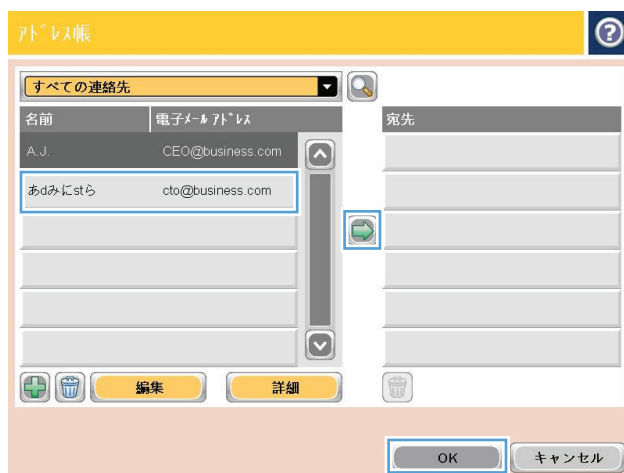 アドレス帳
?
すべての連絡先
名前 電子メール アドレス 宛先
A.J. CEO@business.com
あdみにstら cto@business.com
編集 詳細
OK キャンセル